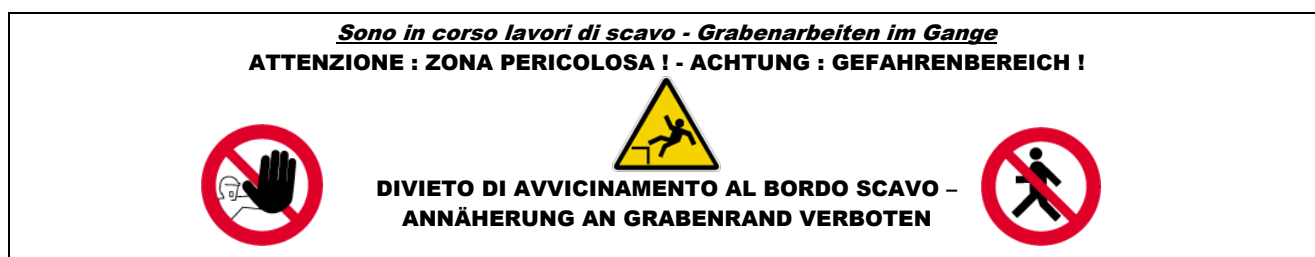 Sono in corso lavori di scavo - Grabenarbeiten im Gange
ATTENZIONE : ZONA PERICOLOSA ! - ACHTUNG : GEFAHRENBEREICH !
DIVIETO DI AVVICINAMENTO AL BORDO SCAVO –
ANNÄHERUNG AN GRABENRAND VERBOTEN